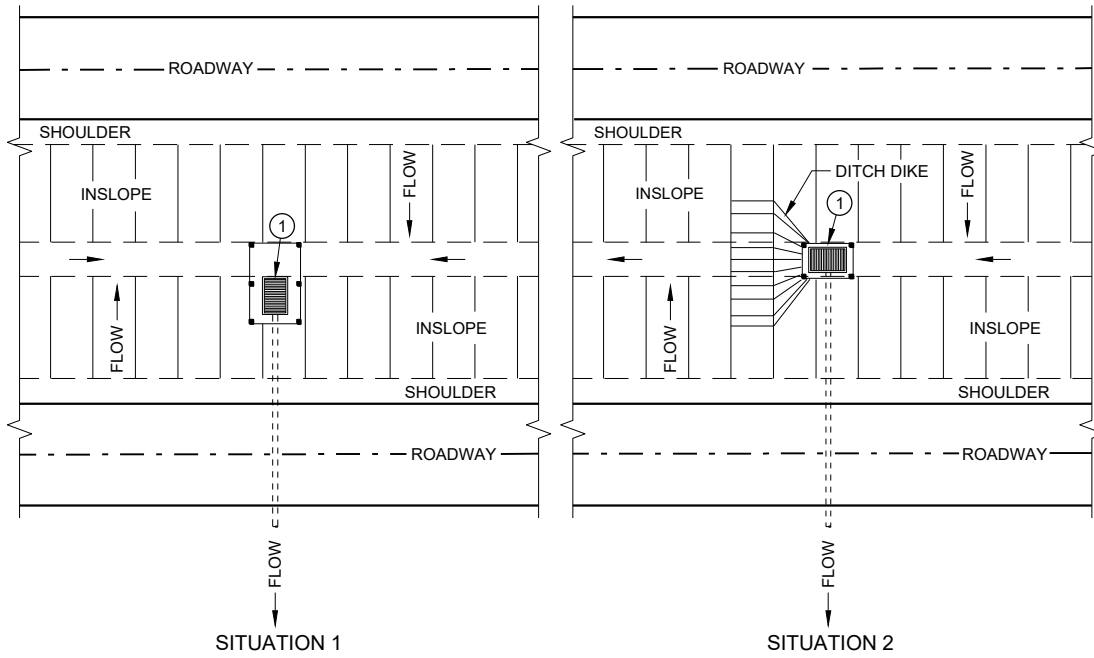 ROADWAY
SHOULDER
INSLOPE
FLOW
1
FLOW
INSLOPE
SHOULDER
ROADWAY
FLOW
SITUATION 1
ROADWAY
SHOULDER
DITCH DIKE
INSLOPE
FLOW
1
FLOW
INSLOPE
SHOULDER
ROADWAY
FLOW
SITUATION 2